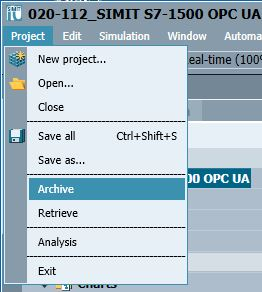 020-112_SIMIT S7-1500 OPC UA
Project Edit Simulation Window Automa
New project...
eal-time (100%
Open...
Close
Save all Ctrl+Shift+S
Save as...
Archive
00 OPC UA
Retrieve
Analysis
Exit
Charts